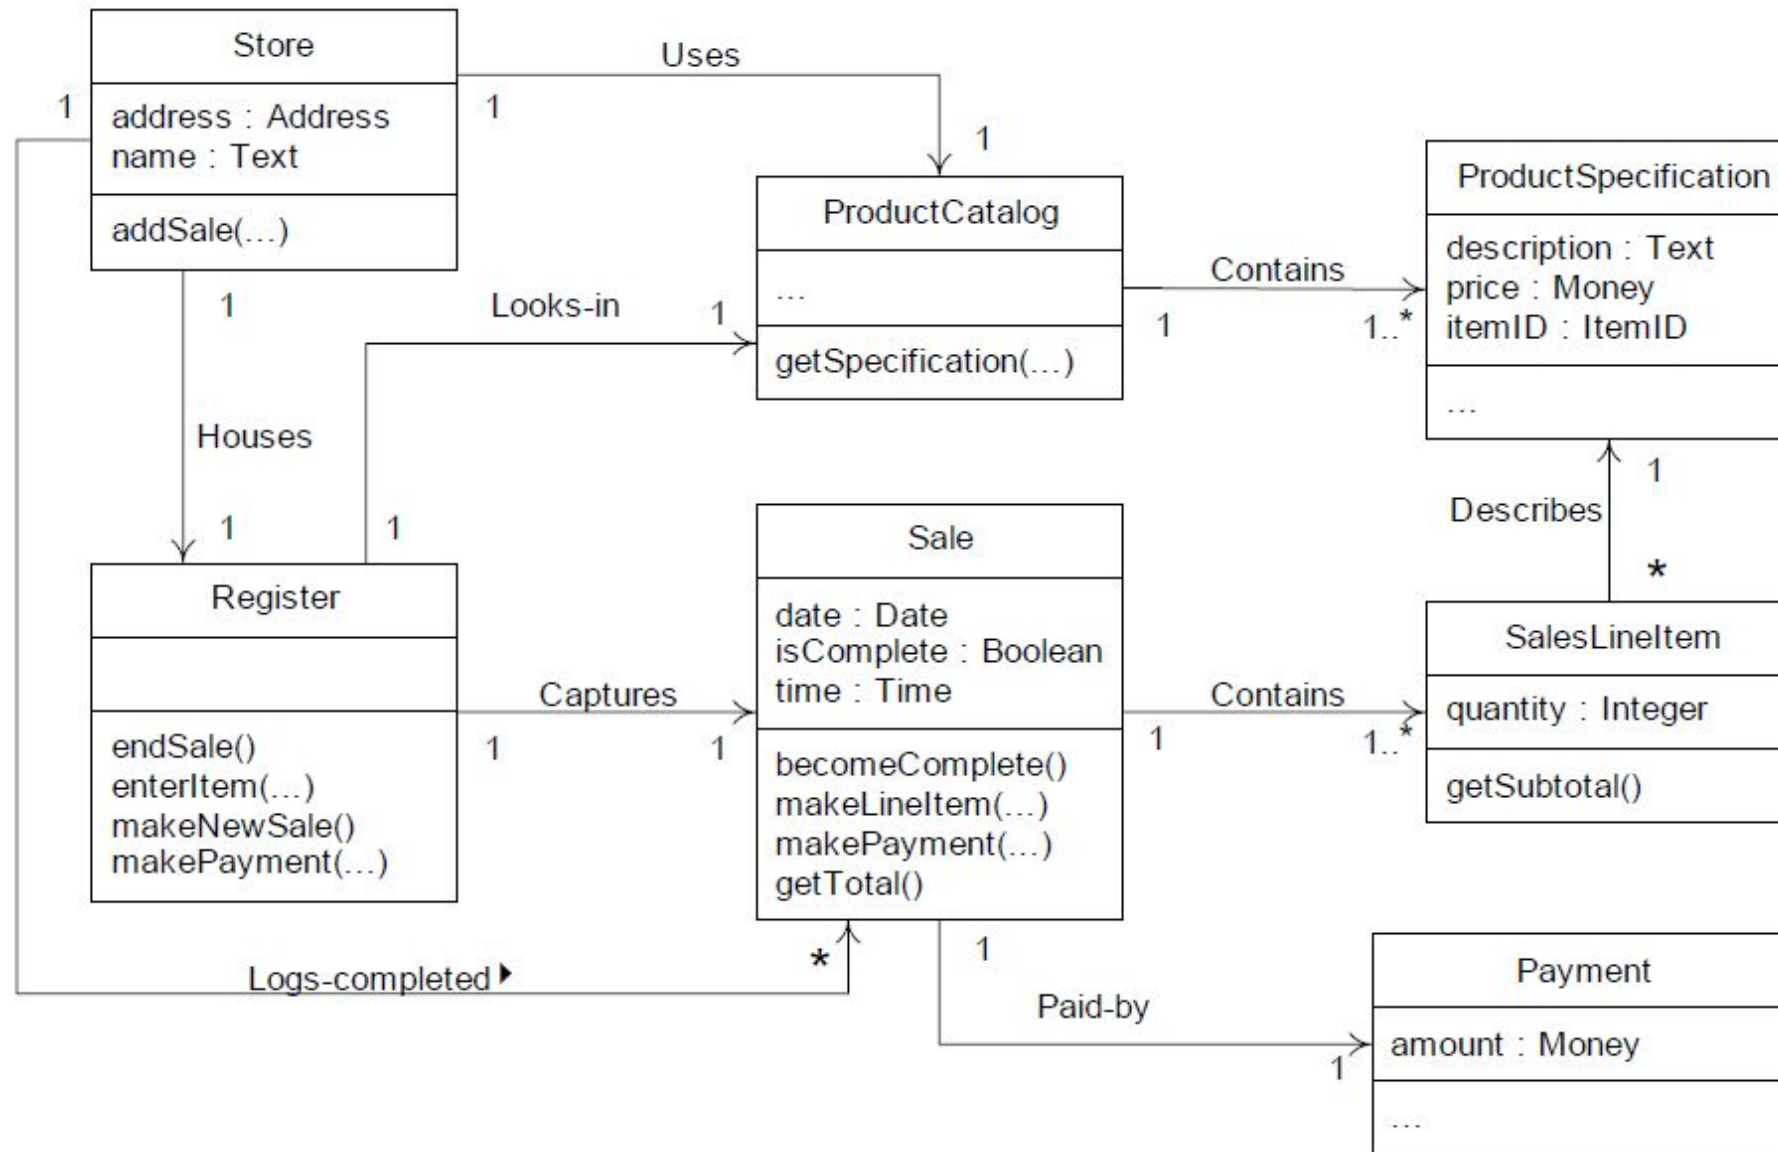 Store
address : Address
name : Text
addSale(...)
1
Uses
1
1
ProductCatalog
...
getSpecification(...)
ProductSpecification
description : Text
price : Money
itemID : ItemID
...
Contains
1
1..*
1
Looks-in
1
Houses
1
1
1
Describes
*
Register
endSale()
enterItem(...)
makeNewSale()
makePayment(...)
Captures
1
1
Sale
date : Date
isComplete : Boolean
time : Time
becomeComplete()
makeLineItem(...)
makePayment(...)
getTotal()
Contains
1
1..*
SalesLineItem
quantity : Integer
getSubtotal()
Logs-completed
*
1
Paid-by
1
Payment
amount : Money
...